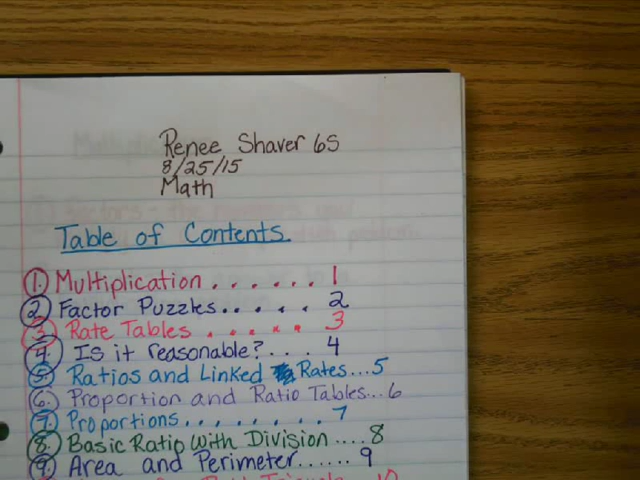 Renee Shaver 6S
8/25/15
Math
Table of Contents
1. Multiplication . . . . . . 1
2. Factor Puzzles . . . . . 2
3. Rate Tables . . . . . 3
4. Is it reasonable? . . . 4
5. Ratios and Linked Rates...5
6. Proportion and Ratio Tables...6
7. Proportions . . . . . . . . 7
8. Basic Ratio with Division ....8
9. Area and Perimeter......9
10